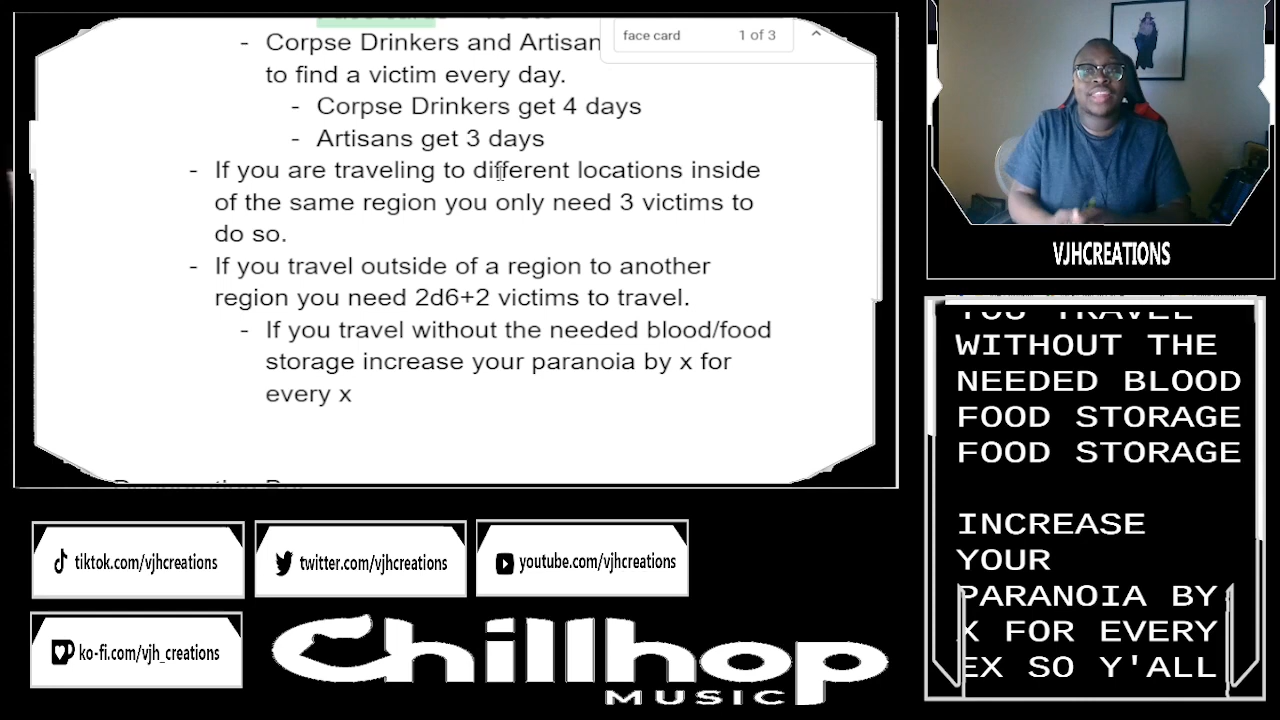 Corpse Drinkers and Artisan
to find a victim every day.
- Corpse Drinkers get 4 days
- Artisans get 3 days
- If you are traveling to different locations inside
of the same region you only need 3 victims to
do so.
- If you travel outside of a region to another
region you need 2d6+2 victims to travel.
- If you travel without the needed blood/food
storage increase your paranoia by x for
every x
face card 1 of 3
VJHCREATIONS
YOU TRAVEL
WITHOUT THE
NEEDED BLOOD
FOOD STORAGE
FOOD STORAGE
INCREASE
YOUR
PARANOIA BY
X FOR EVERY
EX SO Y'ALL
tiktok.com/vjhcreations
twitter.com/vjhcreations
youtube.com/vjhcreations
ko-fi.com/vjh_creations
Chillhop
MUSIC